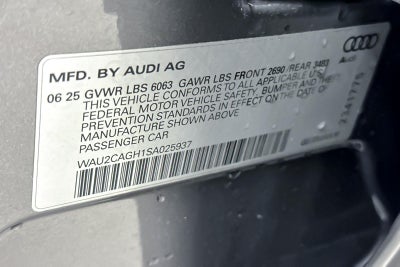 MFD. BY AUDI AG
06 25 GVWR LBS 6063 GAWR LBS FRONT 2690 /REAR 3483
THIS VEHICLE CONFORMS TO ALL APPLICABLE US
FEDERAL MOTOR VEHICLE SAFETY, BUMPER AND THEFT
PREVENTION STANDARDS IN EFFECT ON THE DATE OF
MANUFACTURE SHOWN ABOVE
PASSENGER CAR
WAU2CAGH1SA025937
Audi